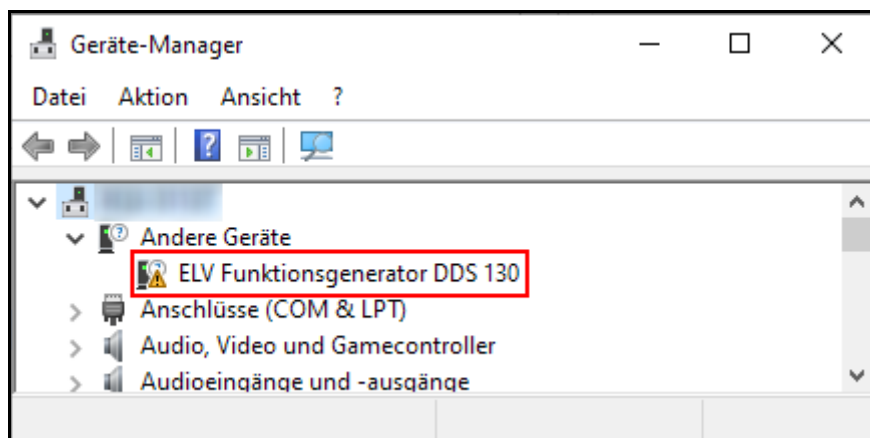 Geräte-Manager
Datei Aktion Ansicht ?
Andere Geräte
ELV Funktionsgenerator DDS 130
Anschlüsse (COM & LPT)
Audio, Video und Gamecontroller
Audioeingänge und -ausgänge